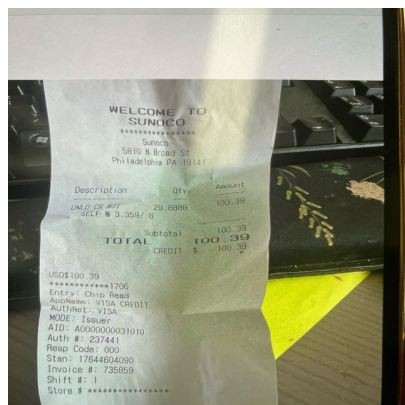 WELCOME TO
SUNOCO
Sunoco
5810 N Broad St
Philadelphia PA 19141
Description Qty Amount
UNLD CR #01 29.8886 100.39
SELF @ 3.359/ G
Subtotal 100.39
TOTAL 100.39
CREDIT $ 100.39
USD$100.39
************1706
Entry: Chip Read
AppName: VISA CREDIT
AuthNet: VISA
MODE: Issuer
AID: A0000000031010
Auth #: 237441
Resp Code: 000
Stan: 17644604090
Invoice #: 735859
Shift #: 1
Store # ****************